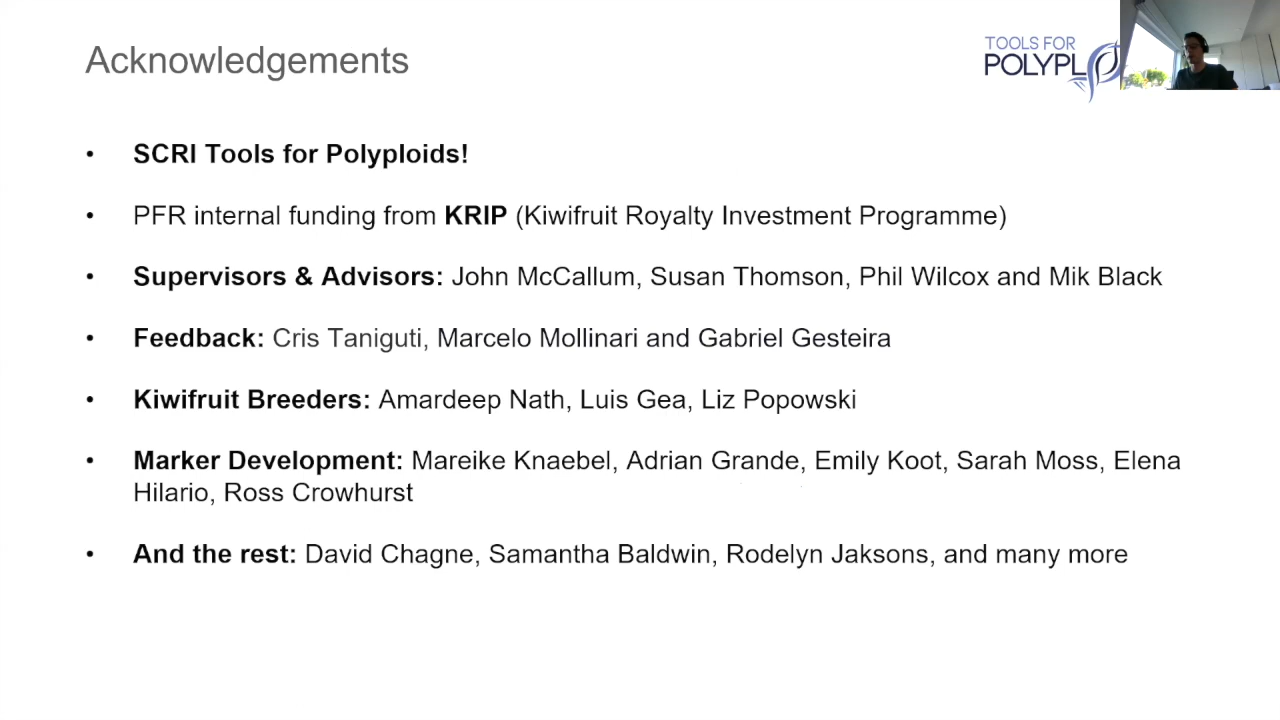 Acknowledgements
TOOLS FOR
POLYPL
• SCRI Tools for Polyploids!
• PFR internal funding from KRIP (Kiwifruit Royalty Investment Programme)
• Supervisors & Advisors: John McCallum, Susan Thomson, Phil Wilcox and Mik Black
• Feedback: Cris Taniguti, Marcelo Mollinari and Gabriel Gesteira
• Kiwifruit Breeders: Amardeep Nath, Luis Gea, Liz Popowski
• Marker Development: Mareike Knaebel, Adrian Grande, Emily Koot, Sarah Moss, Elena
Hilario, Ross Crowhurst
• And the rest: David Chagne, Samantha Baldwin, Rodelyn Jaksons, and many more